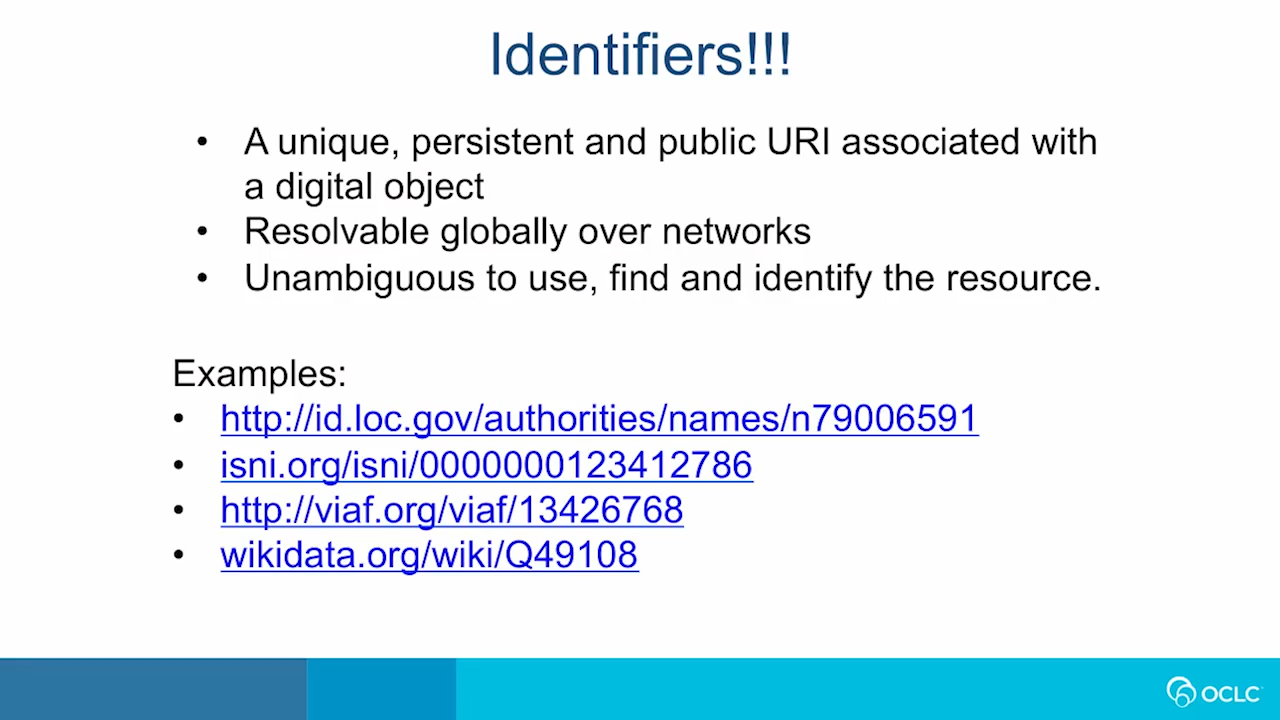 Identifiers!!!
• A unique, persistent and public URI associated with
a digital object
• Resolvable globally over networks
• Unambiguous to use, find and identify the resource.
Examples:
• http://id.loc.gov/authorities/names/n79006591
• isni.org/isni/0000000123412786
• http://viaf.org/viaf/13426768
• wikidata.org/wiki/Q49108
OCLC